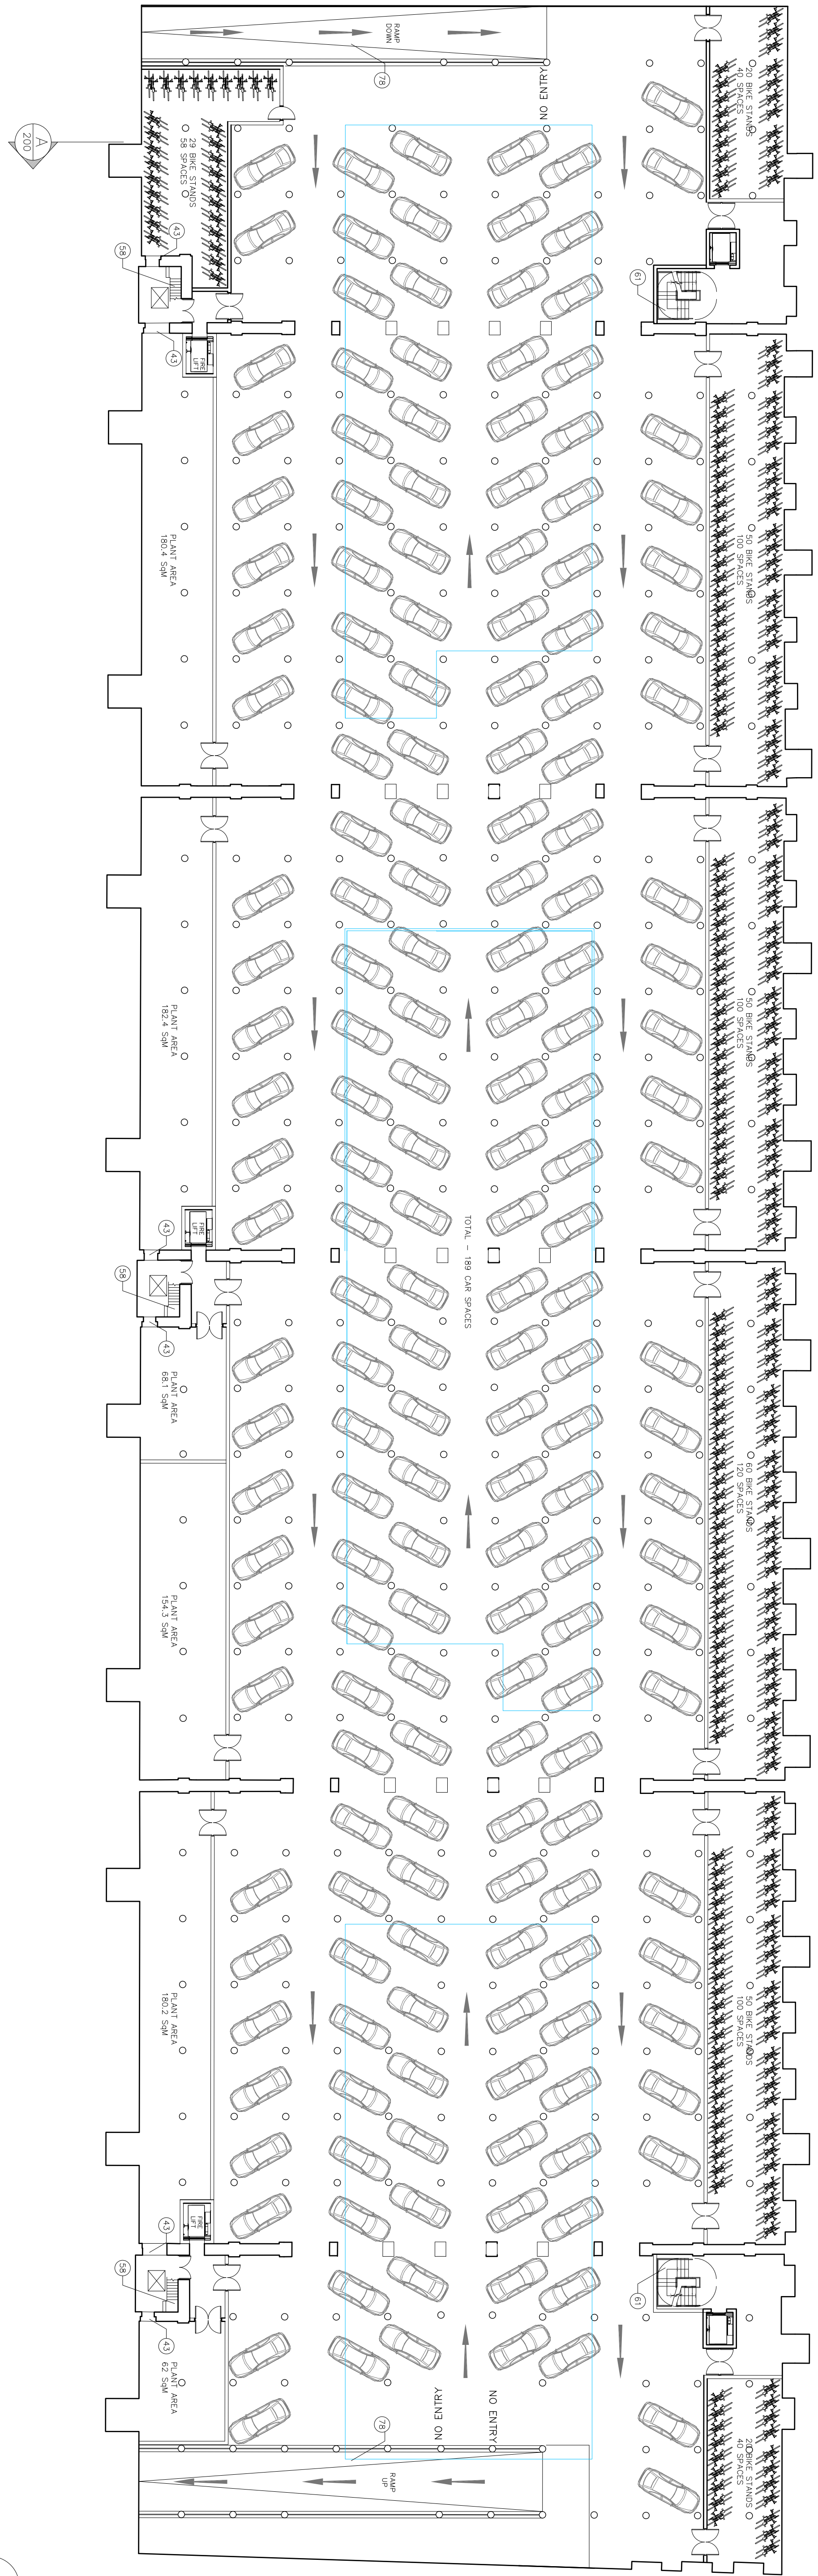 RAMP
DOWN
78
NO ENTRY
20 BIKE STANDS
40 SPACES
A
200
29 BIKE STANDS
58 SPACES
43
58
61
43
FIRE
LIFT
PLANT AREA
180.4 SqM
50 BIKE STANDS
100 SPACES
PLANT AREA
182.4 SqM
50 BIKE STANDS
100 SPACES
TOTAL - 189 CAR SPACES
FIRE
LIFT
43
58
43
PLANT AREA
68.1 SqM
60 BIKE STANDS
120 SPACES
PLANT AREA
154.3 SqM
PLANT AREA
180.2 SqM
50 BIKE STANDS
100 SPACES
FIRE
LIFT
43
58
61
43
PLANT AREA
62 SqM
NO ENTRY
ON ENTRY
78
20 BIKE STANDS
40 SPACES
RAMP
UP